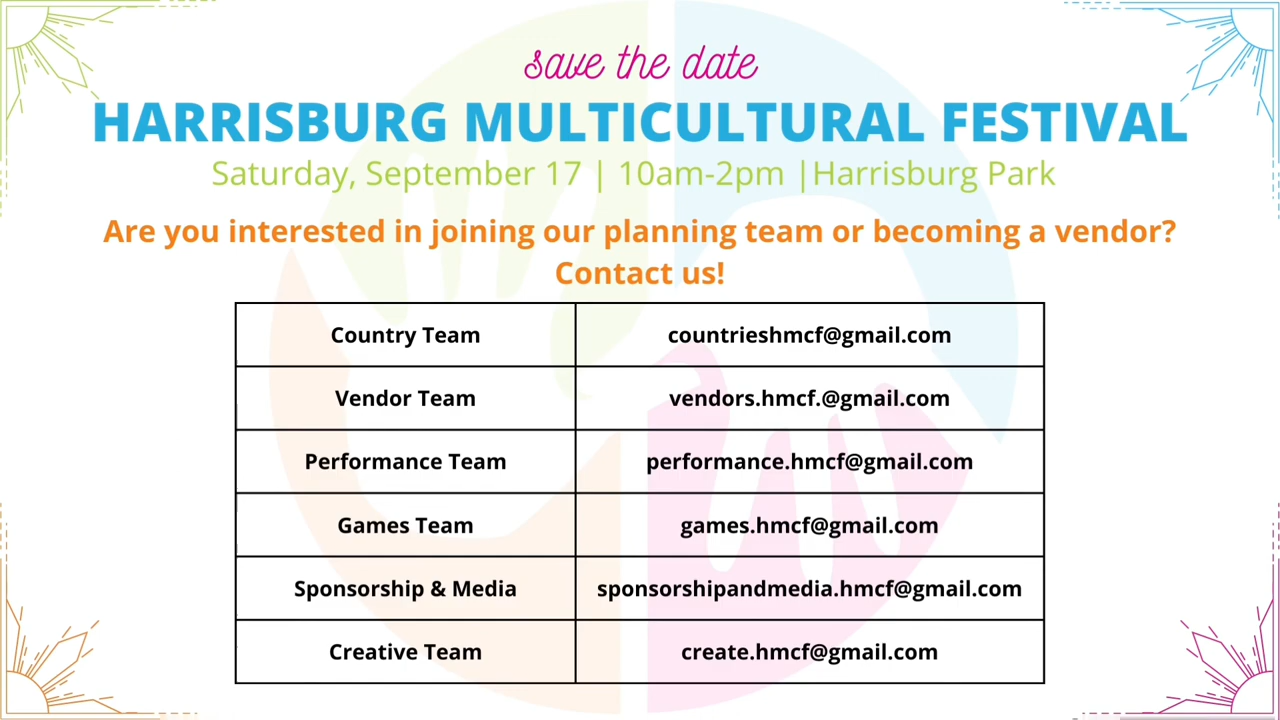 save the date
HARRISBURG MULTICULTURAL FESTIVAL
Saturday, September 17 | 10am-2pm |Harrisburg Park
Are you interested in joining our planning team or becoming a vendor?
Contact us!
Country Team countrieshmcf@gmail.com
Vendor Team vendors.hmcf.@gmail.com
Performance Team performance.hmcf@gmail.com
Games Team games.hmcf@gmail.com
Sponsorship & Media sponsorshipandmedia.hmcf@gmail.com
Creative Team create.hmcf@gmail.com